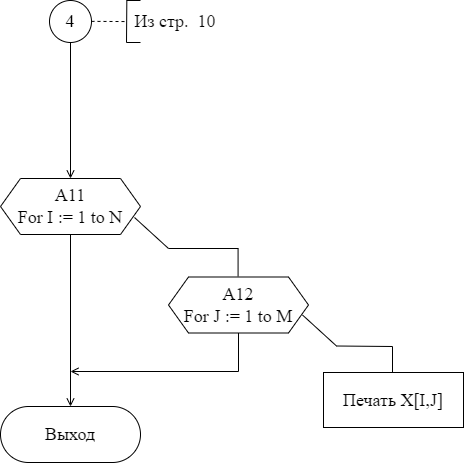 4
Из стр. 10
A11
For I := 1 to N
A12
For J := 1 to M
Печать X[I,J]
Выход